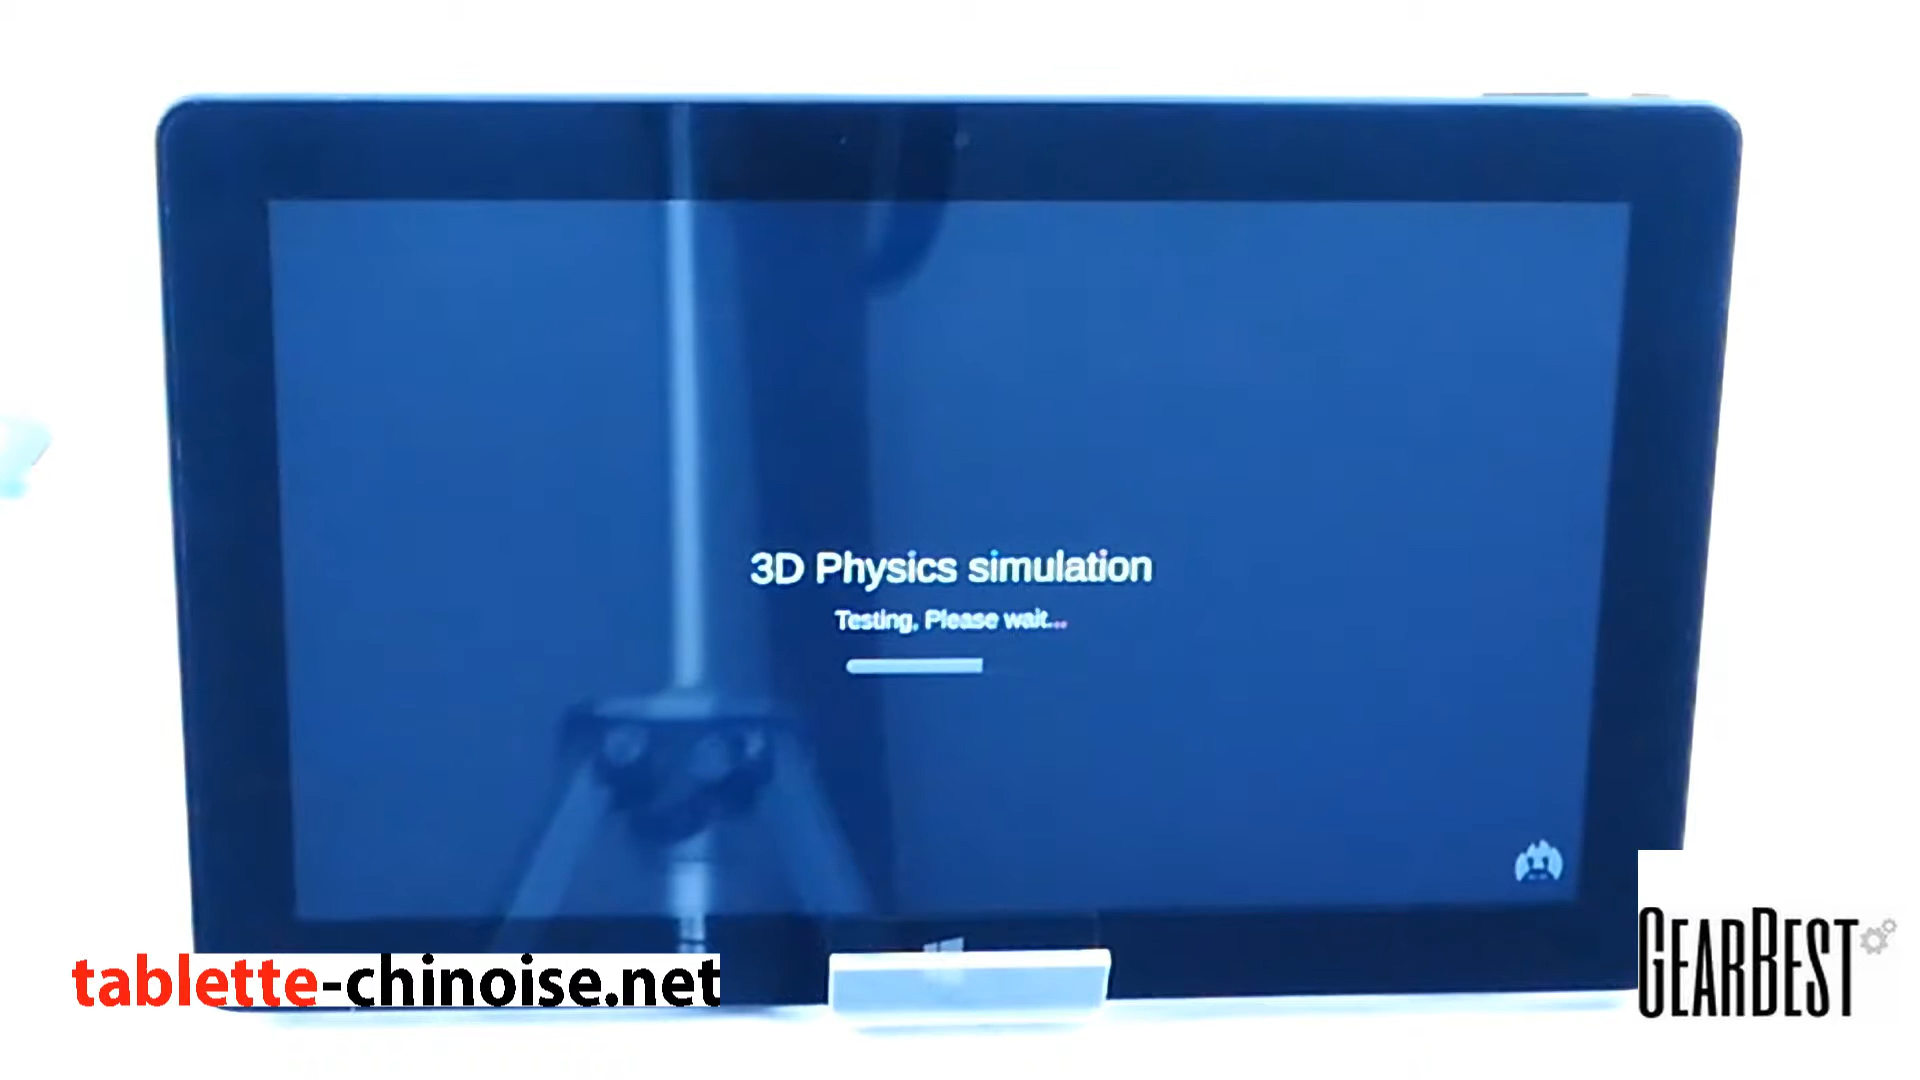 3D Physics simulation
Testing, Please wait...
tablette-chinoise.net
GEARBEST